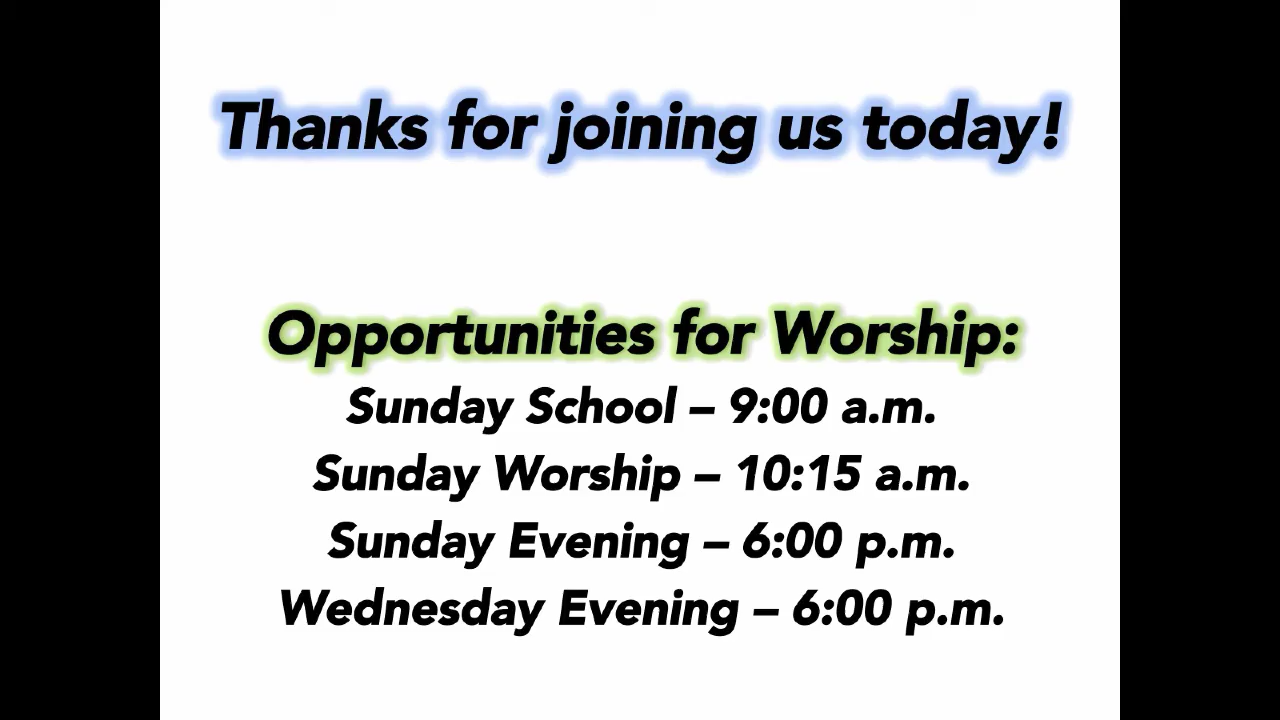 Thanks for joining us today!
Opportunities for Worship:
Sunday School – 9:00 a.m.
Sunday Worship – 10:15 a.m.
Sunday Evening – 6:00 p.m.
Wednesday Evening – 6:00 p.m.